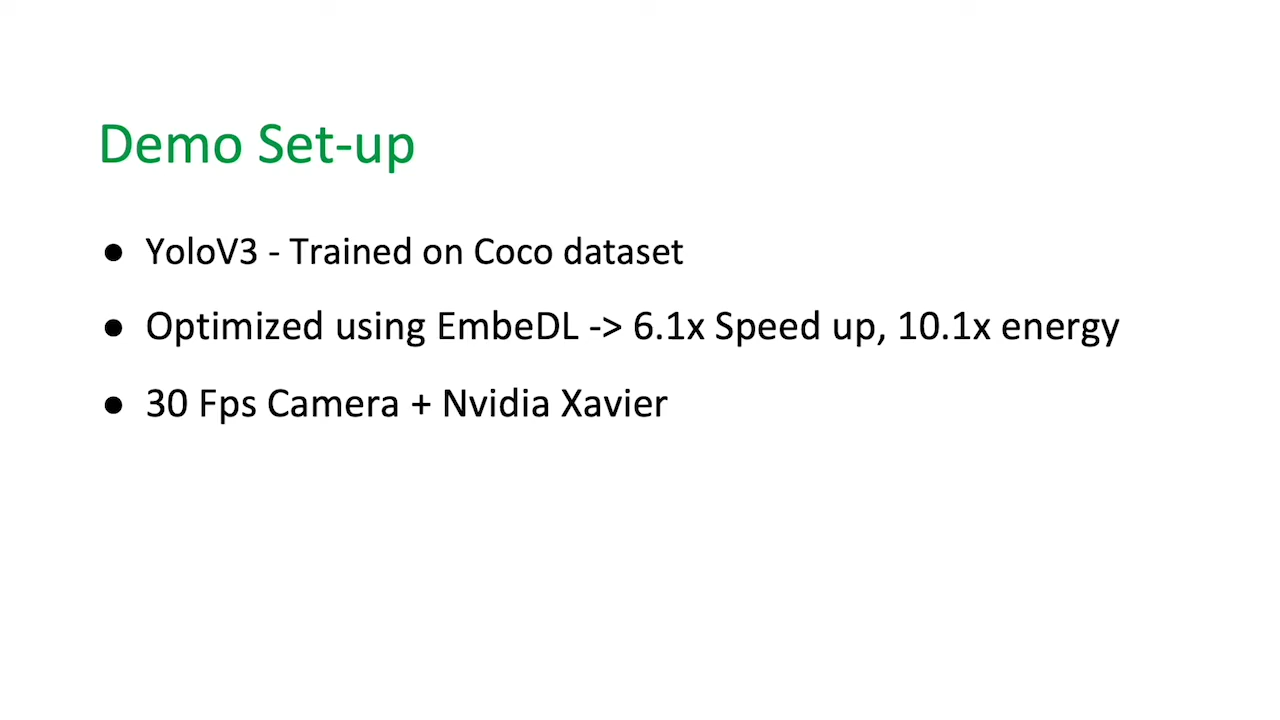 Demo Set-up
● YoloV3 - Trained on Coco dataset
● Optimized using EmbeDL -> 6.1x Speed up, 10.1x energy
● 30 Fps Camera + Nvidia Xavier